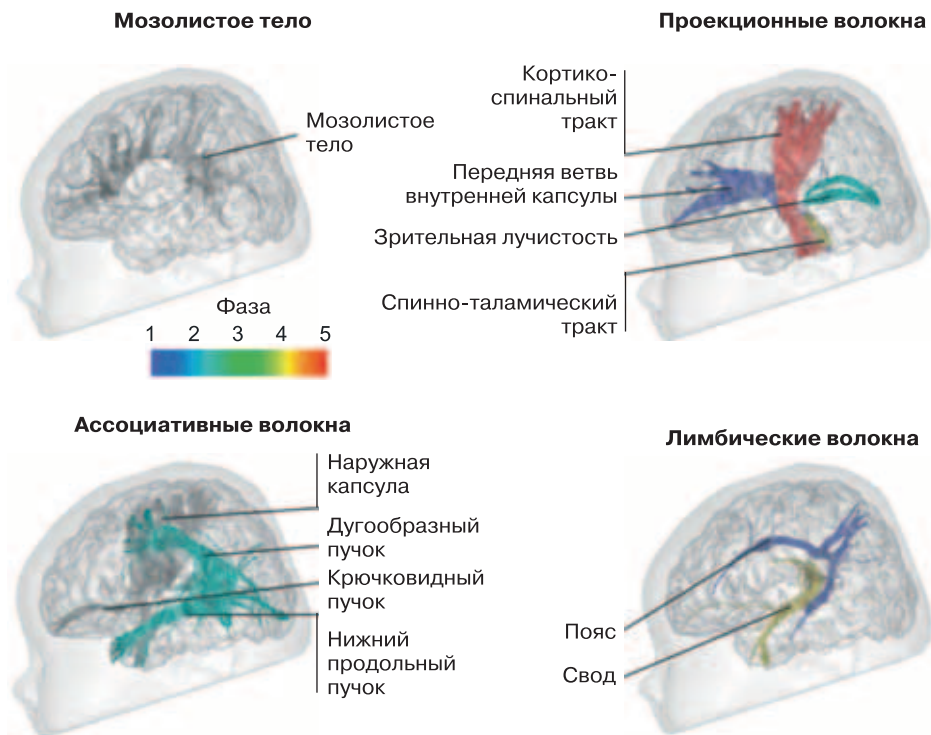 Мозолистое тело
Мозолистое
тело
Фаза
1 2 3 4 5
Проекционные волокна
Кортико-
спинальный
тракт
Передняя ветвь
внутренней капсулы
Зрительная лучистость
Спинно-таламический
тракт
Ассоциативные волокна
Наружная
капсула
Дугообразный
пучок
Крючковидный
пучок
Нижний
продольный
пучок
Лимбические волокна
Пояс
Свод